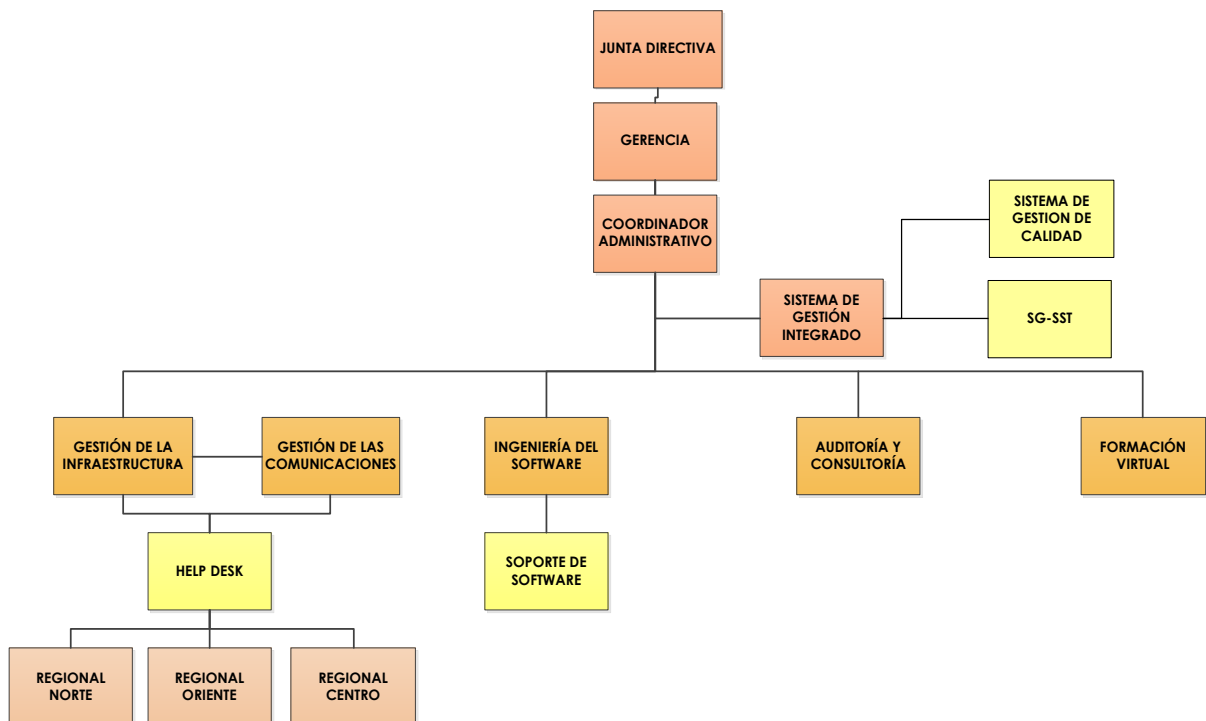 JUNTA DIRECTIVA
GERENCIA
COORDINADOR
ADMINISTRATIVO
SISTEMA DE
GESTION DE
CALIDAD
SISTEMA DE
GESTIÓN
INTEGRADO
SG-SST
GESTIÓN DE LA
INFRAESTRUCTURA
GESTIÓN DE LAS
COMUNICACIONES
INGENIERÍA DEL
SOFTWARE
AUDITORÍA Y
CONSULTORÍA
FORMACIÓN
VIRTUAL
HELP DESK
SOPORTE DE
SOFTWARE
REGIONAL
NORTE
REGIONAL
ORIENTE
REGIONAL
CENTRO